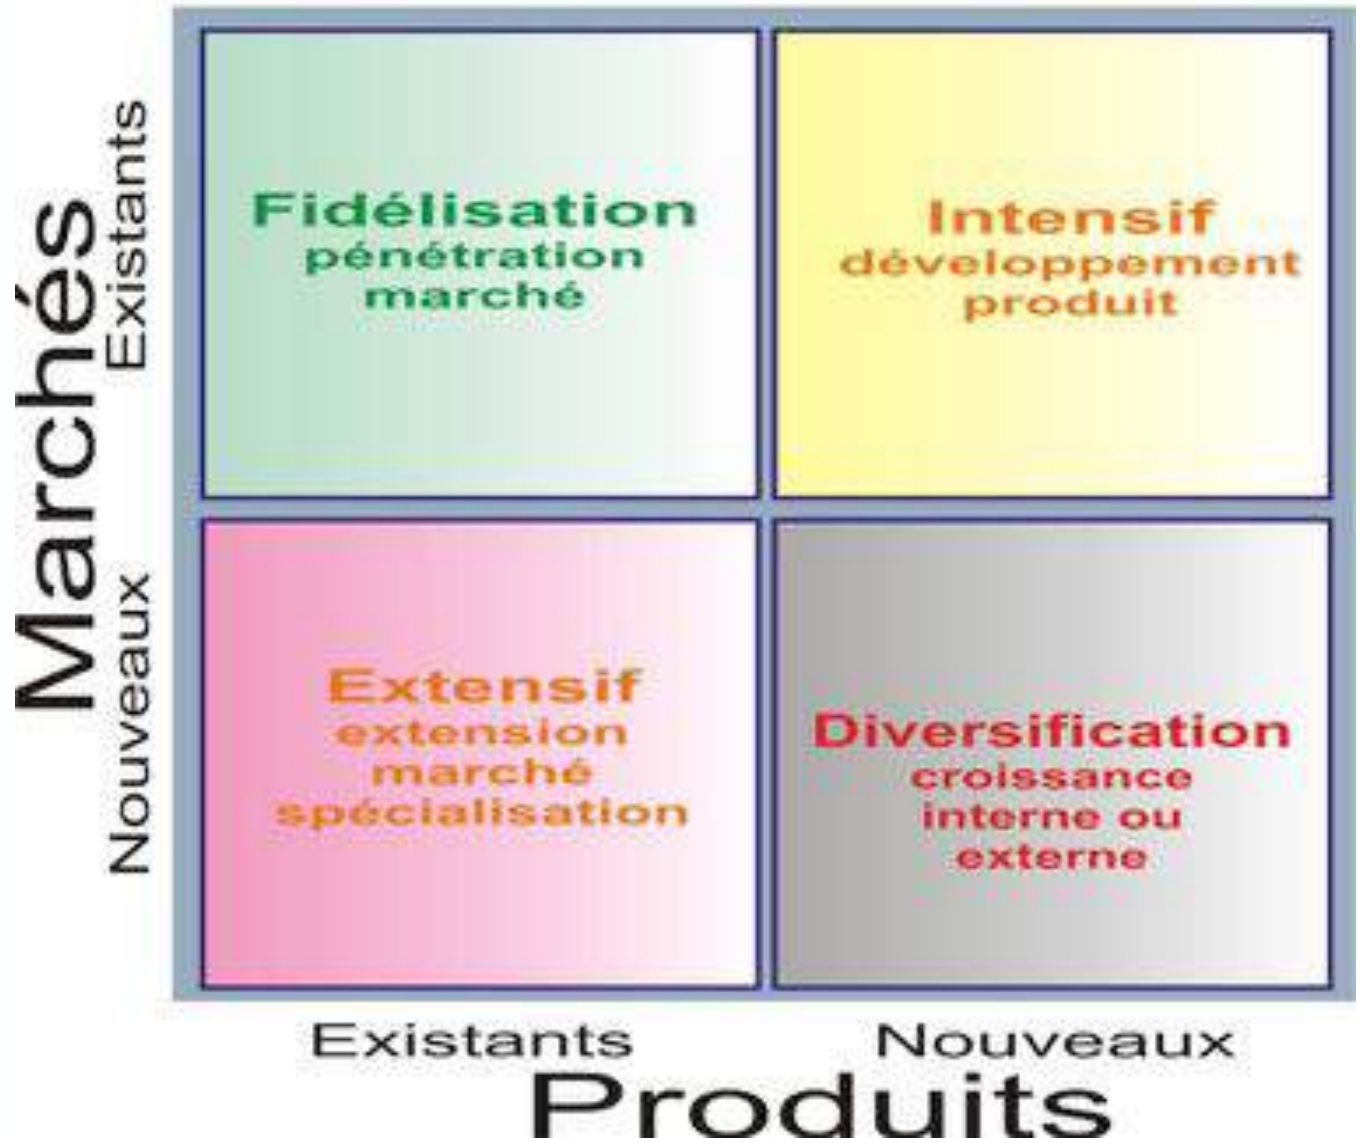 Marchés
Existants
Nouveaux
Fidélisation
pénétration
marché
Intensif
développement
produit
Extensif
extension
marché
spécialisation
Diversification
croissance
interne ou
externe
Existants
Nouveaux
Produits